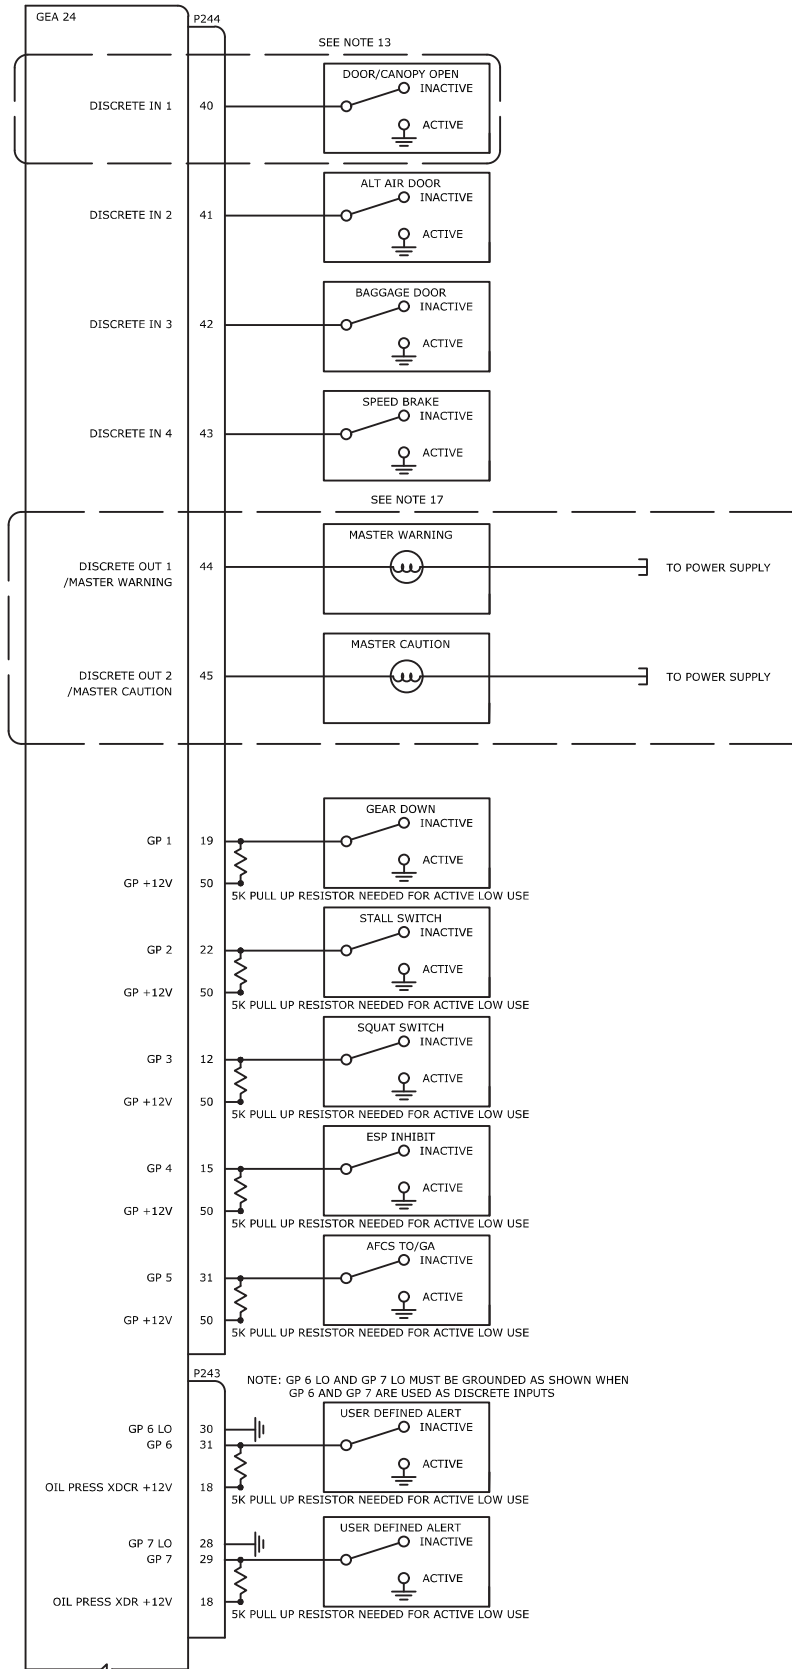 GEA 24
P244
SEE NOTE 13
DOOR/CANOPY OPEN
INACTIVE
DISCRETE IN 1 40
ACTIVE
ALT AIR DOOR
INACTIVE
DISCRETE IN 2 41
ACTIVE
BAGGAGE DOOR
INACTIVE
DISCRETE IN 3 42
ACTIVE
SPEED BRAKE
INACTIVE
DISCRETE IN 4 43
ACTIVE
SEE NOTE 17
MASTER WARNING
DISCRETE OUT 1 44 TO POWER SUPPLY
/MASTER WARNING
MASTER CAUTION
DISCRETE OUT 2 45 TO POWER SUPPLY
/MASTER CAUTION
GEAR DOWN
INACTIVE
GP 1 19
ACTIVE
GP +12V 50
5K PULL UP RESISTOR NEEDED FOR ACTIVE LOW USE
STALL SWITCH
INACTIVE
GP 2 22
ACTIVE
GP +12V 50
5K PULL UP RESISTOR NEEDED FOR ACTIVE LOW USE
SQUAT SWITCH
INACTIVE
GP 3 12
ACTIVE
GP +12V 50
5K PULL UP RESISTOR NEEDED FOR ACTIVE LOW USE
ESP INHIBIT
INACTIVE
GP 4 15
ACTIVE
GP +12V 50
5K PULL UP RESISTOR NEEDED FOR ACTIVE LOW USE
AFCS TO/GA
INACTIVE
GP 5 31
ACTIVE
GP +12V 50
5K PULL UP RESISTOR NEEDED FOR ACTIVE LOW USE
P243
NOTE: GP 6 LO AND GP 7 LO MUST BE GROUNDED AS SHOWN WHEN
GP 6 AND GP 7 ARE USED AS DISCRETE INPUTS
USER DEFINED ALERT
INACTIVE
GP 6 LO 30
GP 6 31
ACTIVE
OIL PRESS XDCR +12V 18
5K PULL UP RESISTOR NEEDED FOR ACTIVE LOW USE
USER DEFINED ALERT
INACTIVE
GP 7 LO 28
GP 7 29
ACTIVE
OIL PRESS XDR +12V 18
5K PULL UP RESISTOR NEEDED FOR ACTIVE LOW USE